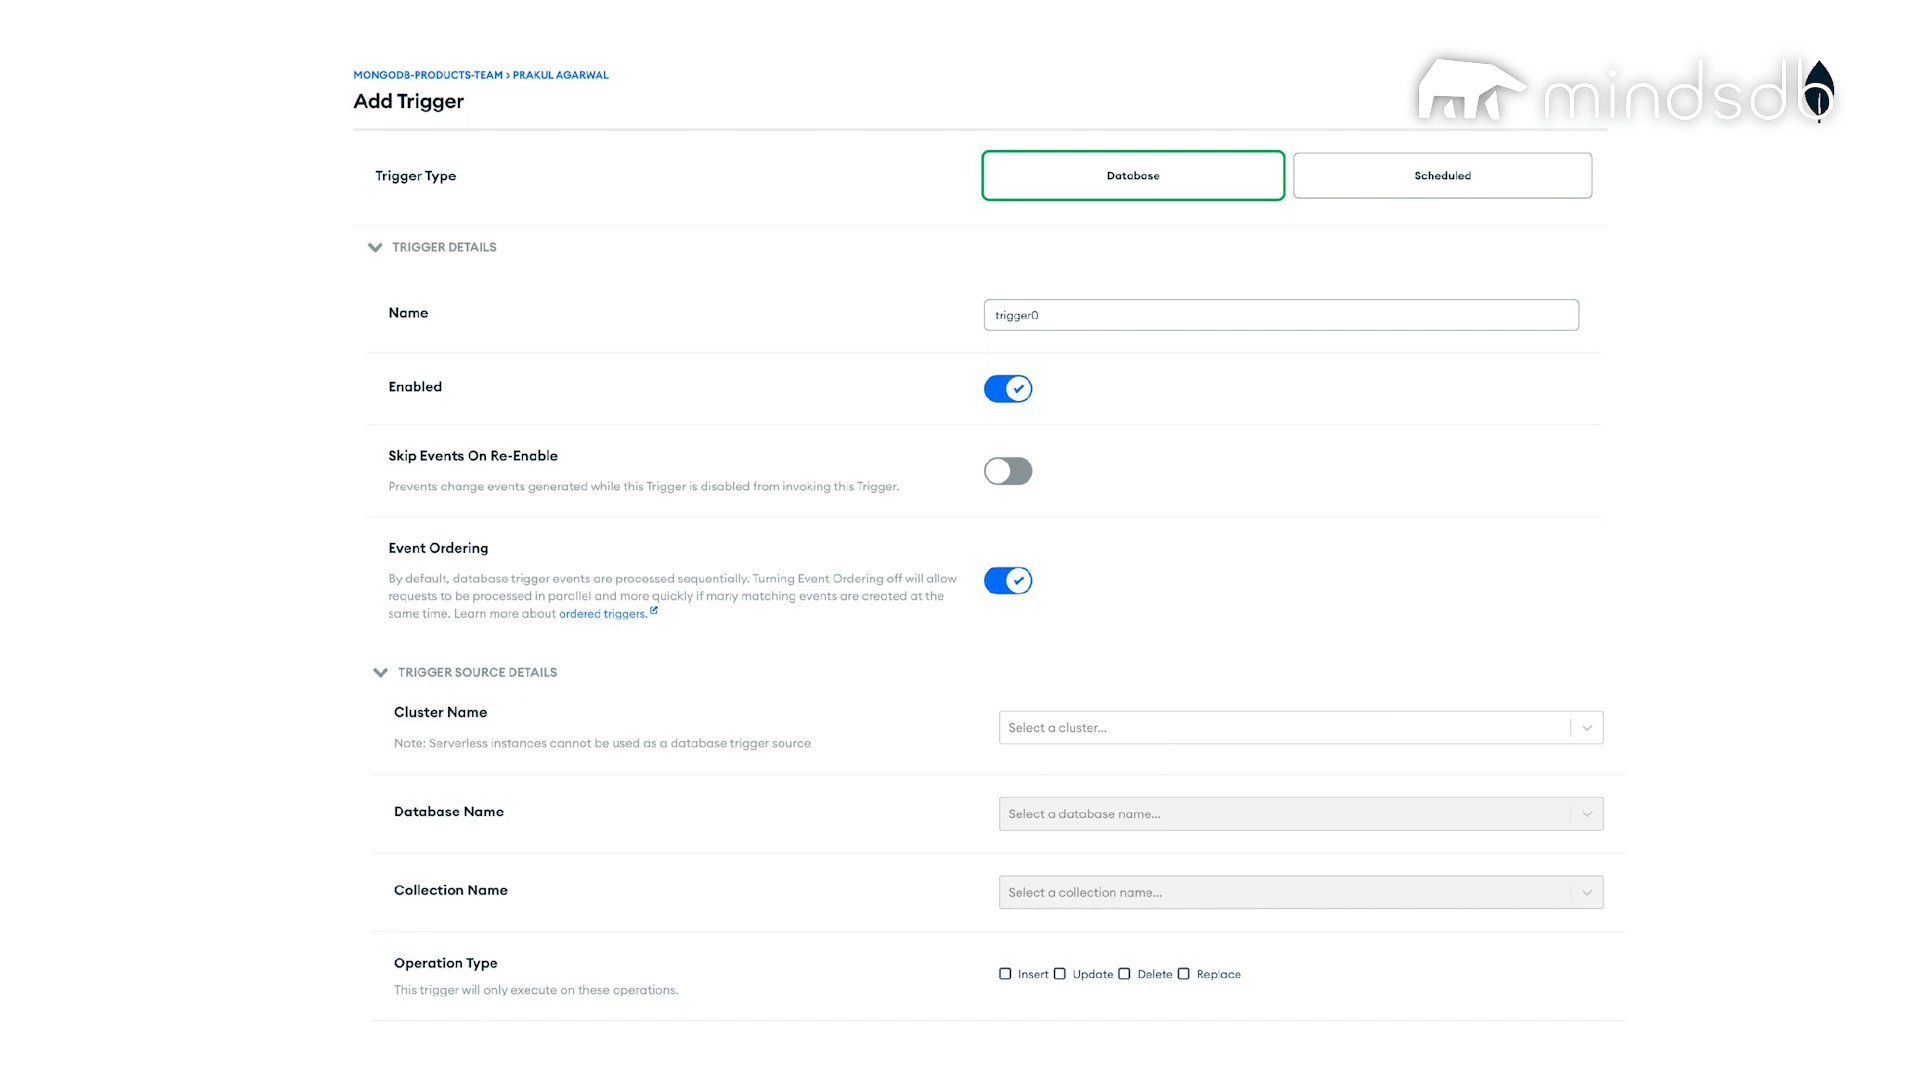 MONGODB-PRODUCTS-TEAM > PRAKUL AGARWAL
mindsdb
Add Trigger
Trigger Type
Database
Scheduled
TRIGGER DETAILS
Name
trigger0
Enabled
Skip Events On Re-Enable
Prevents change events generated while this Trigger is disabled from invoking this Trigger.
Event Ordering
By default, database trigger events are processed sequentially. Turning Event Ordering off will allow
requests to be processed in parallel and more quickly if many matching events are created at the
same time. Learn more about ordered triggers.
TRIGGER SOURCE DETAILS
Cluster Name
Select a cluster...
Note: Serverless instances cannot be used as a database trigger source
Database Name
Select a database name...
Collection Name
Select a collection name...
Operation Type
Insert Update Delete Replace
This trigger will only execute on these operations.